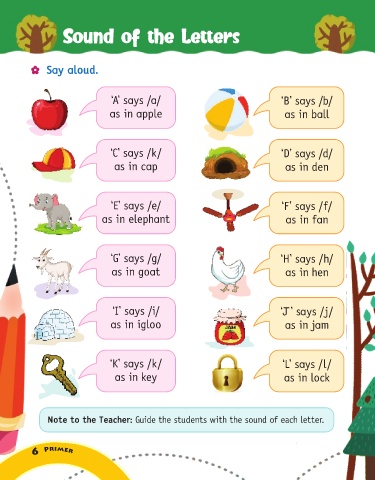 Sound of the Letters
Say aloud.
'A' says /a/
as in apple
'B' says /b/
as in ball
'C' says /k/
as in cap
'D' says /d/
as in den
'E' says /e/
as in elephant
'F' says /f/
as in fan
'G' says /g/
as in goat
'H' says /h/
as in hen
'I' says /i/
as in igloo
'J' says /j/
as in jam
'K' says /k/
as in key
'L' says /l/
as in lock
Note to the Teacher: Guide the students with the sound of each letter.
6 PRIMER